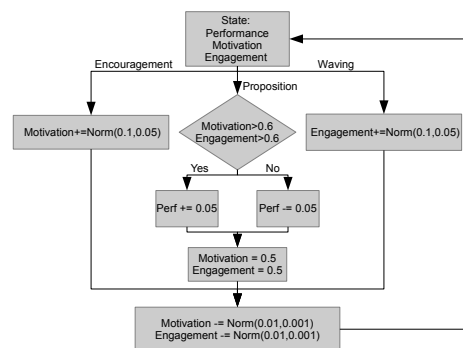 State:
Performance
Motivation
Engagement
Encouragement
Waving
Proposition
Motivation+=Norm(0.1,0.05)
Motivation>0.6
Engagement>0.6
Engagement+=Norm(0.1,0.05)
Yes
No
Perf += 0.05
Perf -= 0.05
Motivation = 0.5
Engagement = 0.5
Motivation -= Norm(0.01,0.001)
Engagement -= Norm(0.01,0.001)